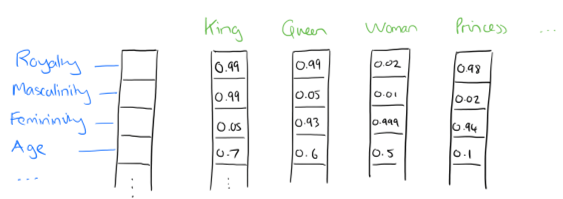 King Queen Woman Princess ...
Royalty 0.99 0.99 0.02 0.98
Masculinity 0.99 0.05 0.01 0.02
Femininity 0.05 0.93 0.999 0.94
Age 0.7 0.6 0.5 0.1
...